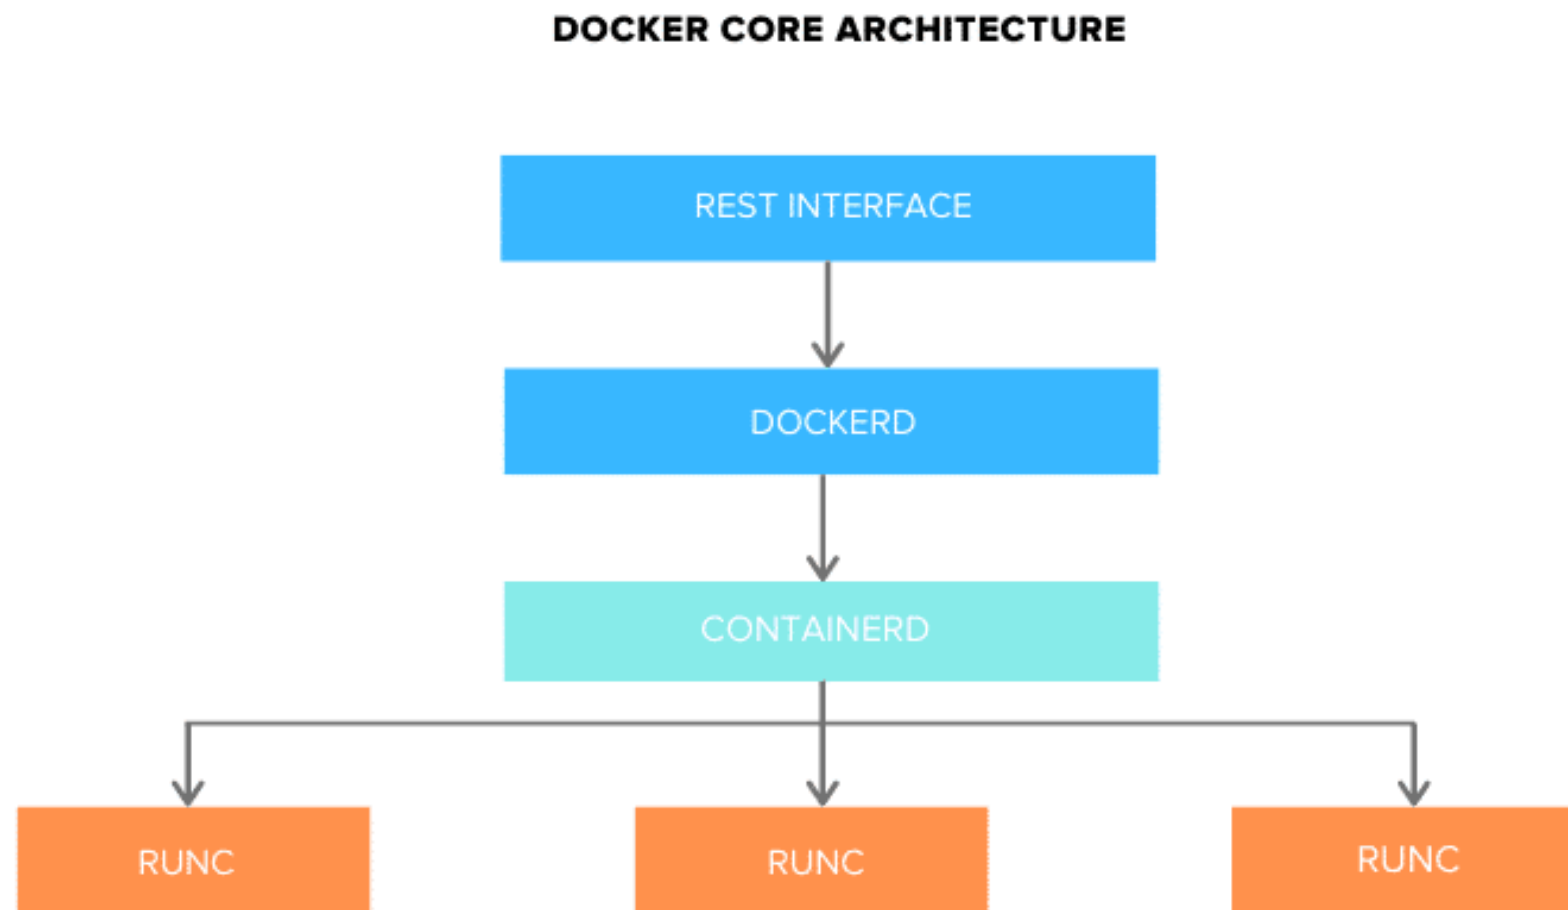 DOCKER CORE ARCHITECTURE
REST INTERFACE
DOCKERD
CONTAINERD
RUNC
RUNC
RUNC